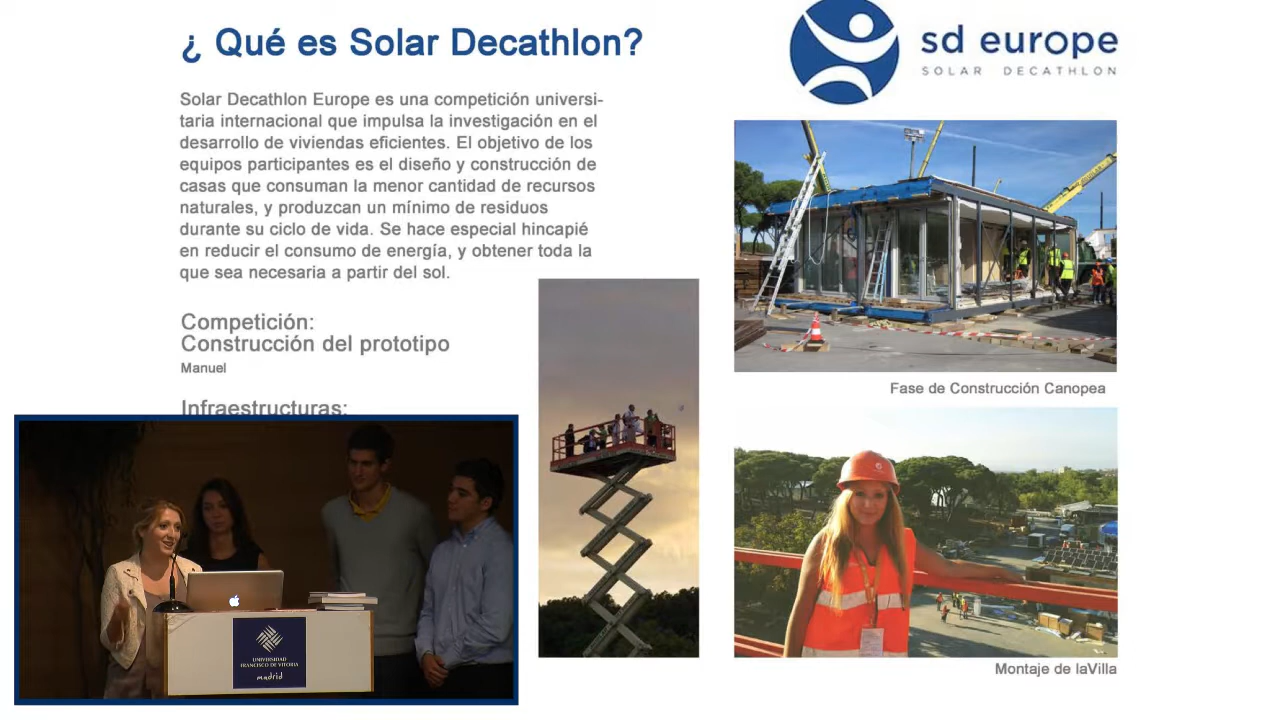 ¿ Qué es Solar Decathlon?
sd europe
SOLAR DECATHLON
Solar Decathlon Europe es una competición universi-
taria internacional que impulsa la investigación en el
desarrollo de viviendas eficientes. El objetivo de los
equipos participantes es el diseño y construcción de
casas que consuman la menor cantidad de recursos
naturales, y produzcan un mínimo de residuos
durante su ciclo de vida. Se hace especial hincapié
en reducir el consumo de energía, y obtener toda la
que sea necesaria a partir del sol.
Competición:
Construcción del prototipo
Manuel
Infraestructuras:
Fase de Construcción Canopea
Montaje de laVilla
UNIVERSIDAD
FRANCISCO DE VITORIA
madrid